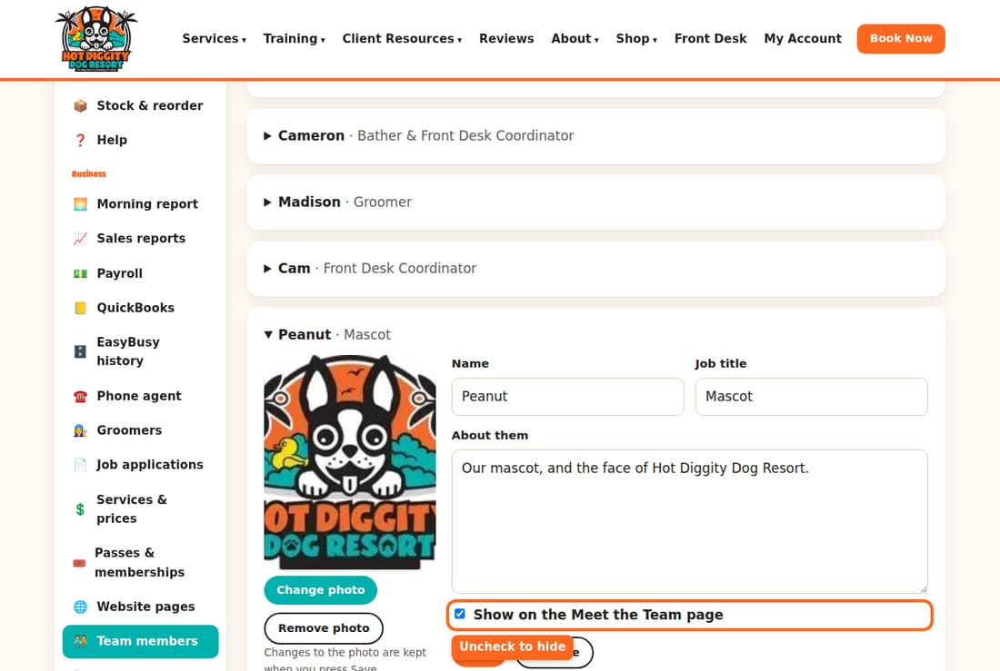 HOT DIGGITY
DOG RESORT
Services ▾
Training ▾
Client Resources ▾
Reviews
About ▾
Shop ▾
Front Desk
My Account
Book Now
Stock & reorder
Help
Business
Morning report
Sales reports
Payroll
QuickBooks
EasyBusy
history
Phone agent
Groomers
Job applications
Services &
prices
Passes &
memberships
Website pages
Team members
Cameron · Bather & Front Desk Coordinator
Madison · Groomer
Cam · Front Desk Coordinator
Peanut · Mascot
HOT DIGGITY
DOG RESORT
Change photo
Remove photo
Changes to the photo are kept
when you press Save
Name
Job title
Peanut
Mascot
About them
Our mascot, and the face of Hot Diggity Dog Resort.
Show on the Meet the Team page
Uncheck to hide